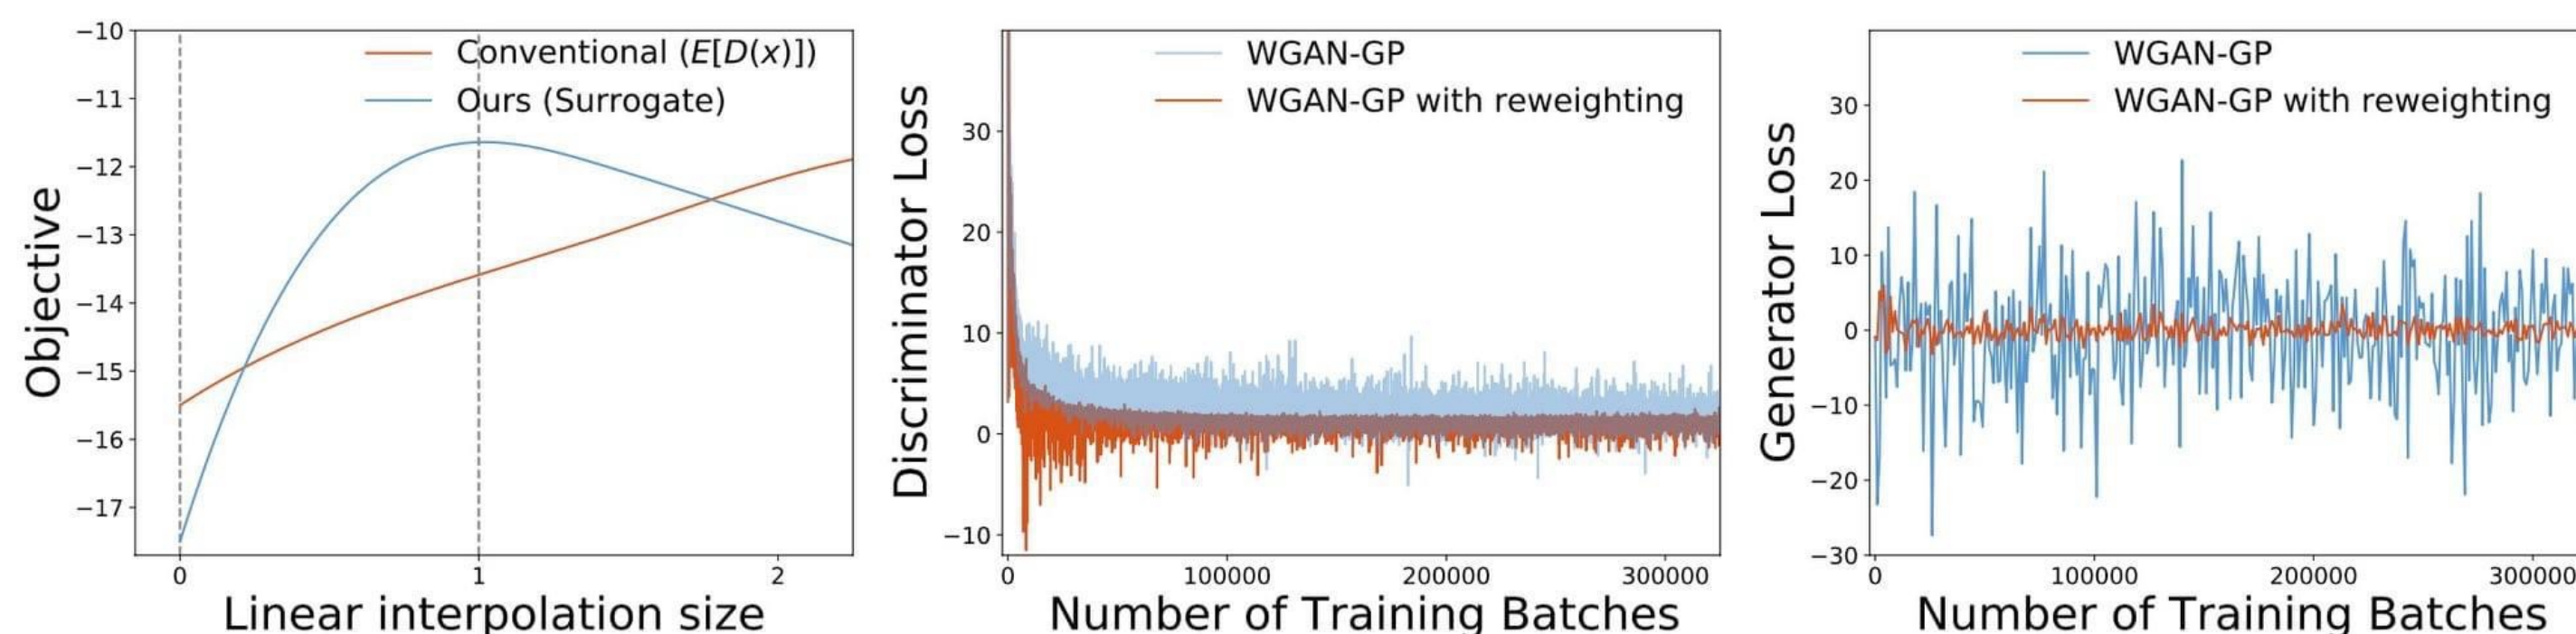 Objective
−10
−11
−12
−13
−14
−15
−16
−17
Conventional (E[D(x)])
Ours (Surrogate)
0 1 2
Linear interpolation size
Discriminator Loss
30
20
10
0
−10
WGAN-GP
WGAN-GP with reweighting
0 100000 200000 300000
Number of Training Batches
Generator Loss
30
20
10
0
−10
−20
−30
WGAN-GP
WGAN-GP with reweighting
0 100000 200000 300000
Number of Training Batches